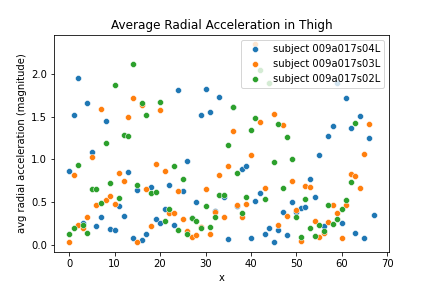 Average Radial Acceleration in Thigh
avg radial acceleration (magnitude)
2.0
1.5
1.0
0.5
0.0
subject 009a017s04L
subject 009a017s03L
subject 009a017s02L
0 10 20 30 40 50 60 70
x